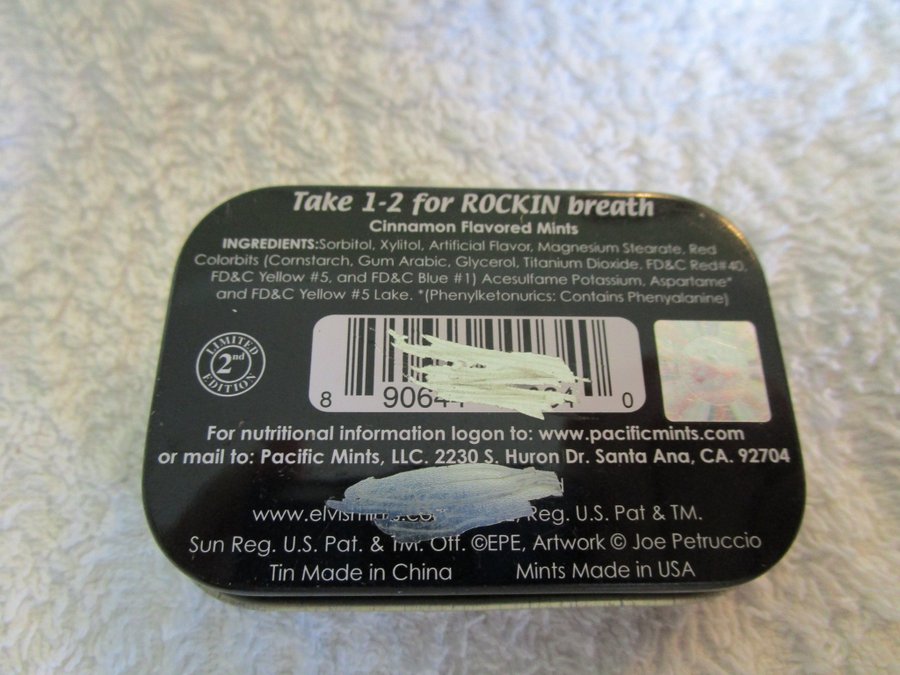 Take 1-2 for ROCKIN breath
Cinnamon Flavored Mints
INGREDIENTS:Sorbitol, Xylitol, Artificial Flavor, Magnesium Stearate, Red
Colorbits (Cornstarch, Gum Arabic, Glycerol, Titanium Dioxide, FD&C Red#40,
FD&C Yellow #5, and FD&C Blue #1) Acesulfame Potassium, Aspartame*
and FD&C Yellow #5 Lake. *(Phenylketonurics: Contains Phenyalanine)
LIMITED
2nd
EDITION
8 9064 0
For nutritional information logon to: www.pacificmints.com
or mail to: Pacific Mints, LLC. 2230 S. Huron Dr. Santa Ana, CA. 92704
Reg. U.S. Pat & TM.
Sun Reg. U.S. Pat. & TM. Off. ©EPE, Artwork © Joe Petruccio
Tin Made in China Mints Made in USA